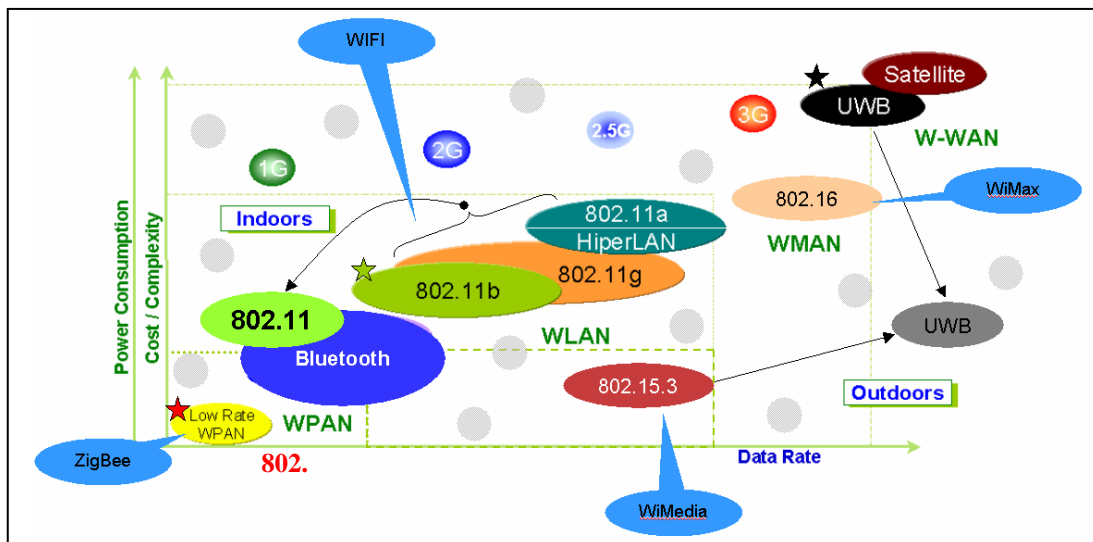 WIFI
Satellite
UWB
3G
2.5G
2G
1G
W-WAN
WiMax
802.16
WMAN
Indoors
802.11a
HiperLAN
802.11g
802.11b
802.11
UWB
WLAN
Bluetooth
802.15.3
Outdoors
Low Rate
WPAN
WPAN
ZigBee
802.
Data Rate
WiMedia
Power Consumption
Cost / Complexity